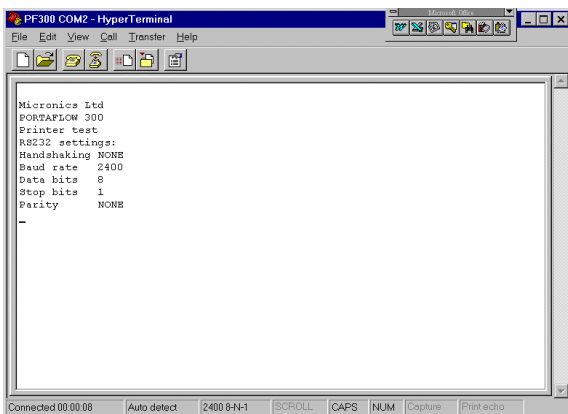 PF300 COM2 - HyperTerminal
Microsoft Office
File Edit View Call Transfer Help
Micronics Ltd
PORTAFLOW 300
Printer test
RS232 settings:
Handshaking NONE
Baud rate 2400
Data bits 8
Stop bits 1
Parity NONE
Connected 00:00:08 Auto detect 2400 8-N-1 SCROLL CAPS NUM Capture Print echo